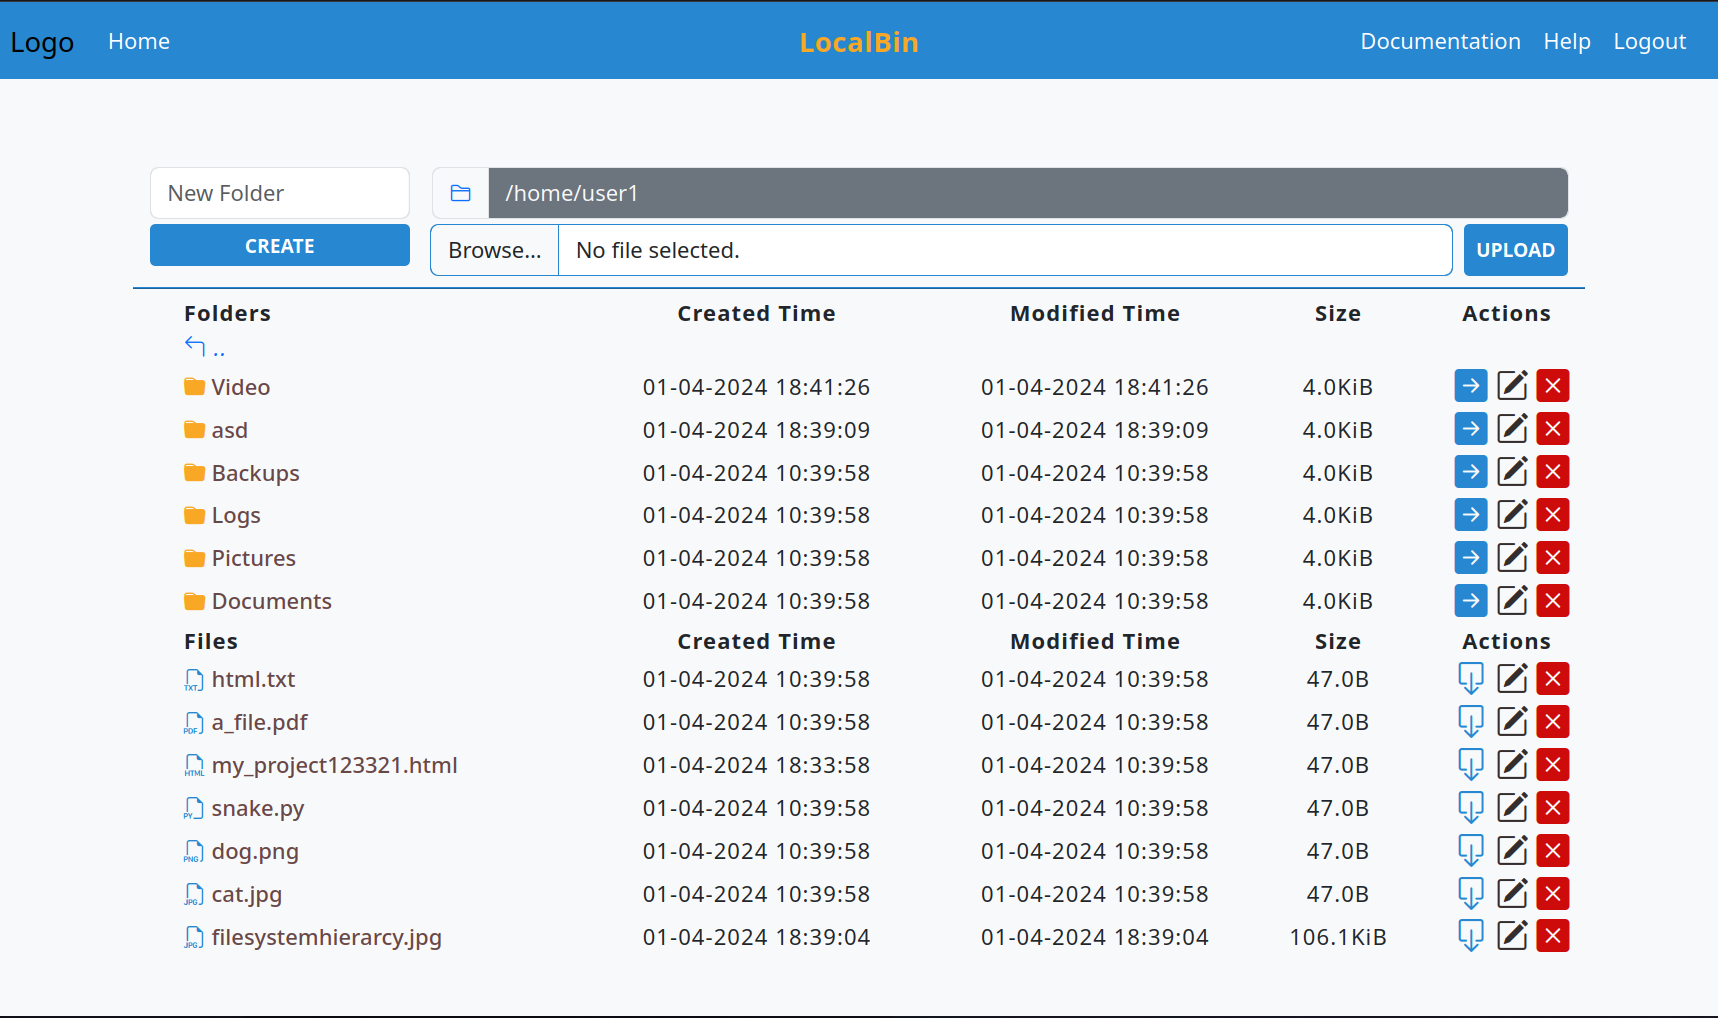 Logo Home LocalBin Documentation Help Logout
New Folder /home/user1
CREATE Browse... No file selected. UPLOAD
Folders Created Time Modified Time Size Actions
..
Video 01-04-2024 18:41:26 01-04-2024 18:41:26 4.0KiB
asd 01-04-2024 18:39:09 01-04-2024 18:39:09 4.0KiB
Backups 01-04-2024 10:39:58 01-04-2024 10:39:58 4.0KiB
Logs 01-04-2024 10:39:58 01-04-2024 10:39:58 4.0KiB
Pictures 01-04-2024 10:39:58 01-04-2024 10:39:58 4.0KiB
Documents 01-04-2024 10:39:58 01-04-2024 10:39:58 4.0KiB
Files Created Time Modified Time Size Actions
TXT html.txt 01-04-2024 10:39:58 01-04-2024 10:39:58 47.0B
PDF a_file.pdf 01-04-2024 10:39:58 01-04-2024 10:39:58 47.0B
HTML my_project123321.html 01-04-2024 18:33:58 01-04-2024 10:39:58 47.0B
PY snake.py 01-04-2024 10:39:58 01-04-2024 10:39:58 47.0B
PNG dog.png 01-04-2024 10:39:58 01-04-2024 10:39:58 47.0B
JPG cat.jpg 01-04-2024 10:39:58 01-04-2024 10:39:58 47.0B
JPG filesystemhierarcy.jpg 01-04-2024 18:39:04 01-04-2024 18:39:04 106.1KiB